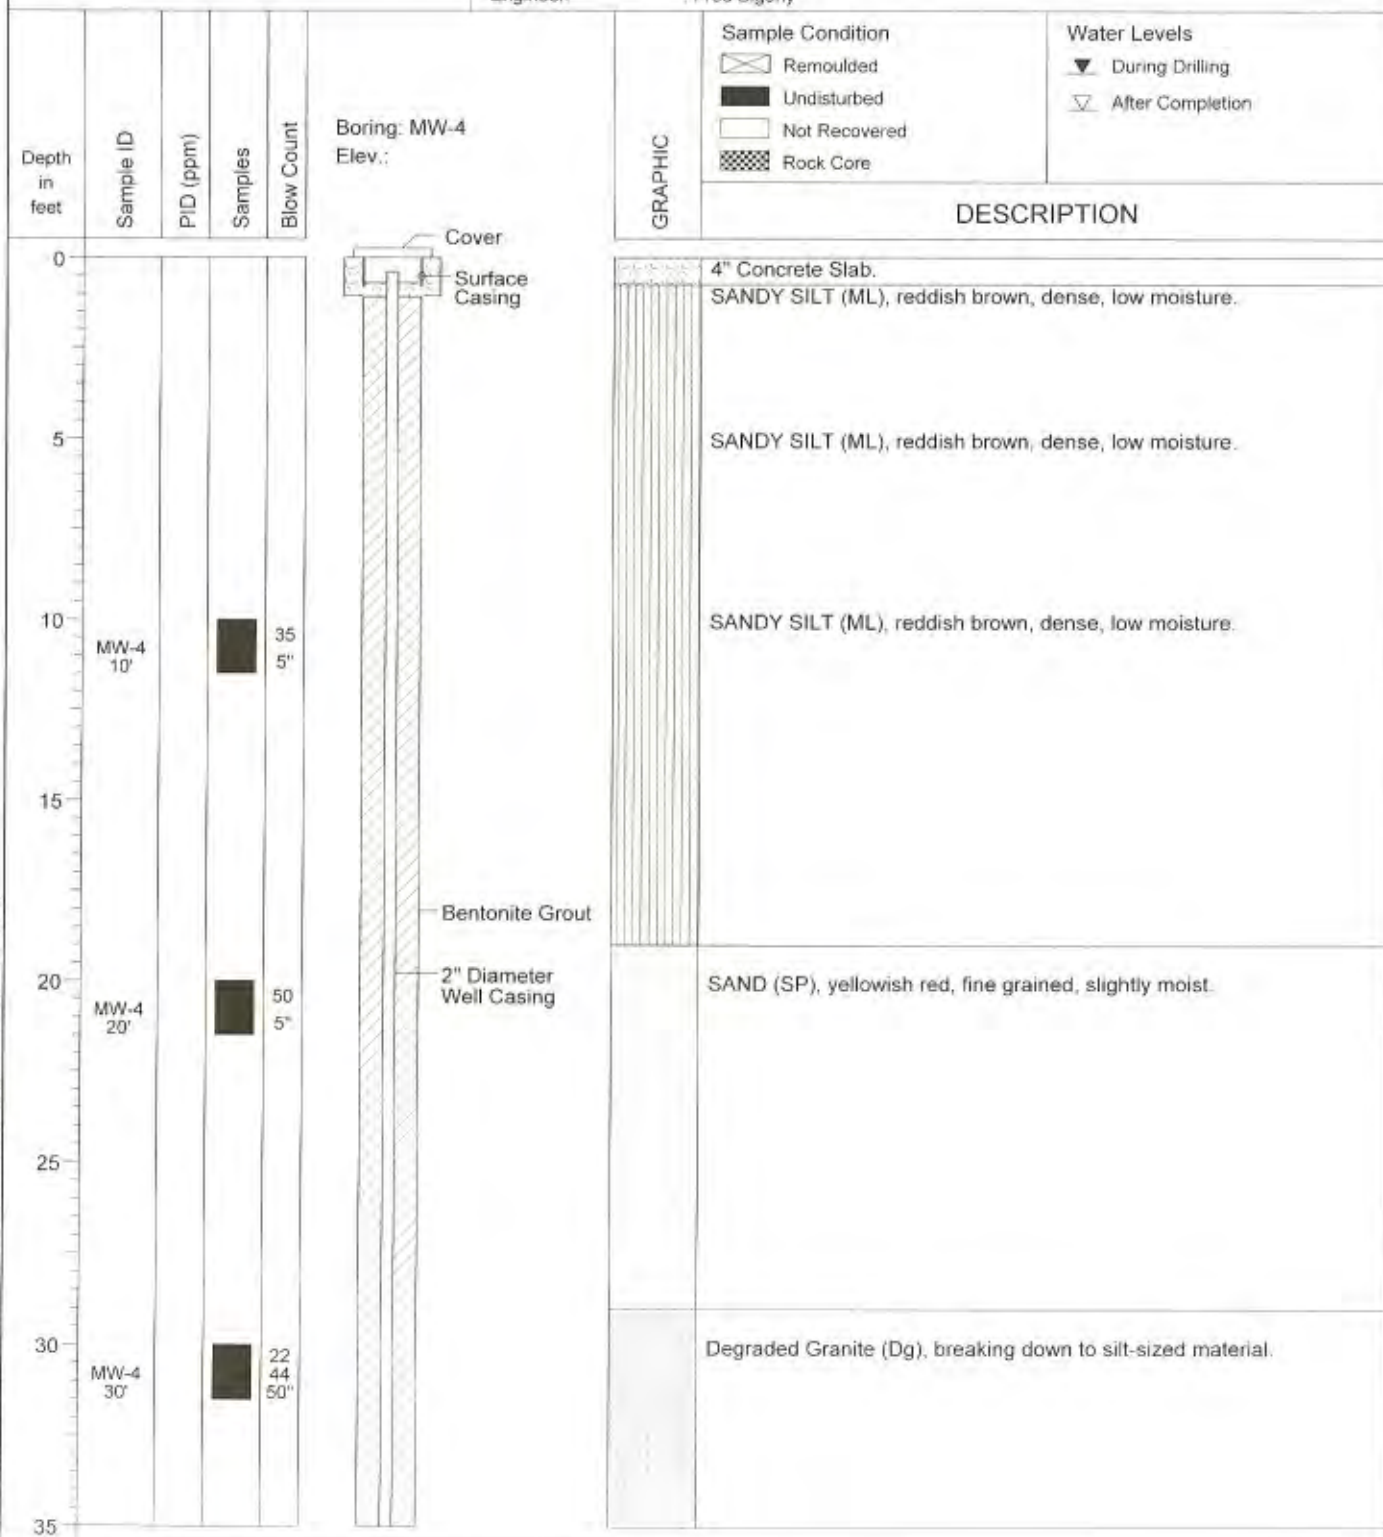 Sample Condition
Remoulded
Undisturbed
Not Recovered
Rock Core
Water Levels
During Drilling
After Completion
Depth
in
feet
Sample ID
PID (ppm)
Samples
Blow Count
Boring: MW-4
Elev.:
GRAPHIC
DESCRIPTION
0
Cover
Surface
Casing
4" Concrete Slab.
SANDY SILT (ML), reddish brown, dense, low moisture.
5
SANDY SILT (ML), reddish brown, dense, low moisture.
10
MW-4
10'
35
5"
SANDY SILT (ML), reddish brown, dense, low moisture.
15
Bentonite Grout
2" Diameter
Well Casing
20
MW-4
20'
50
5"
SAND (SP), yellowish red, fine grained, slightly moist.
25
30
MW-4
30'
22
44
50"
Degraded Granite (Dg), breaking down to silt-sized material.
35